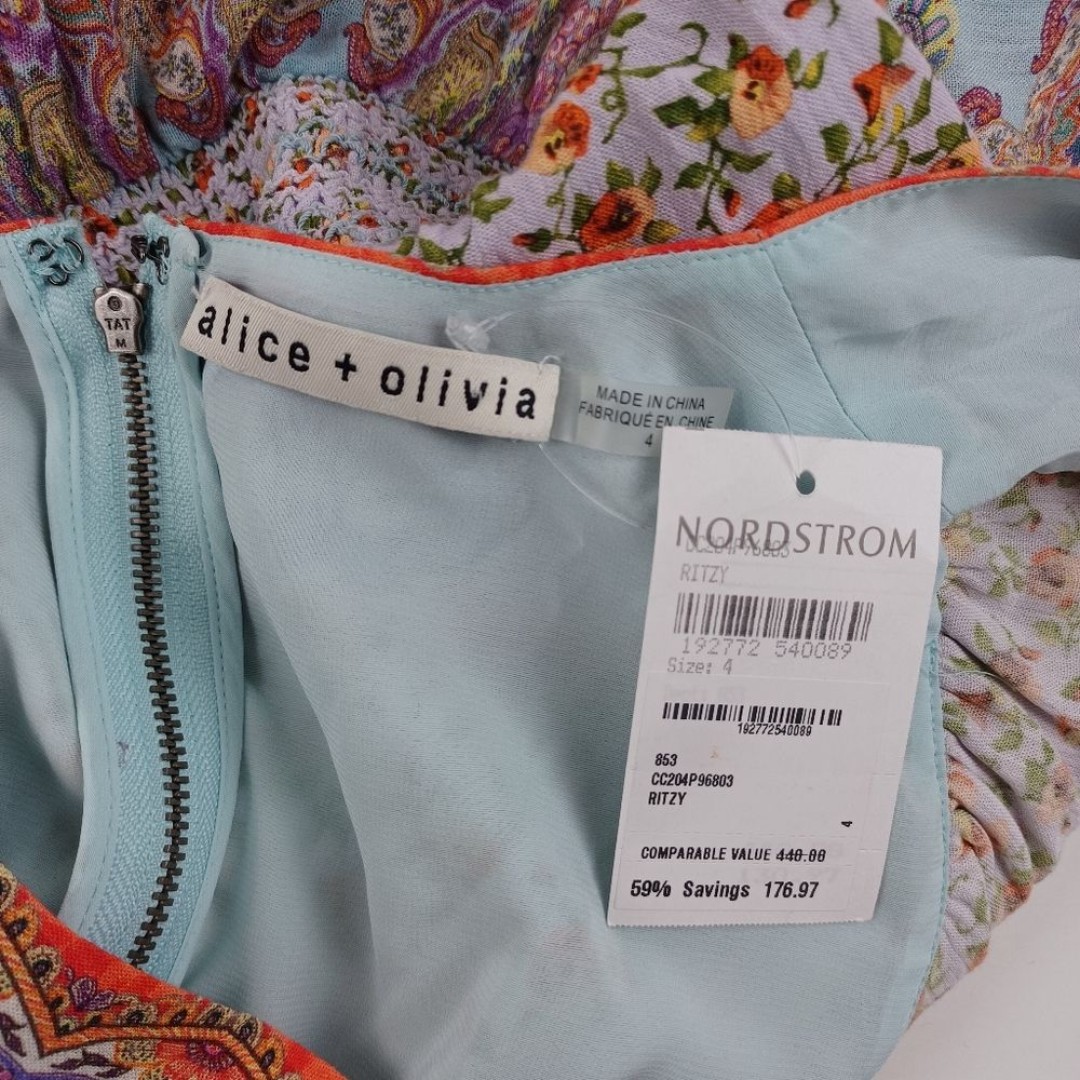 TAT
M
alice + olivia
MADE IN CHINA
FABRIQUÉ EN CHINE
4
NORDSTROM
CC204P96803
RITZY
192772 540089
Size: 4
192772540089
853
CC204P96803
RITZY
4
COMPARABLE VALUE 440.00
59% Savings 176.97